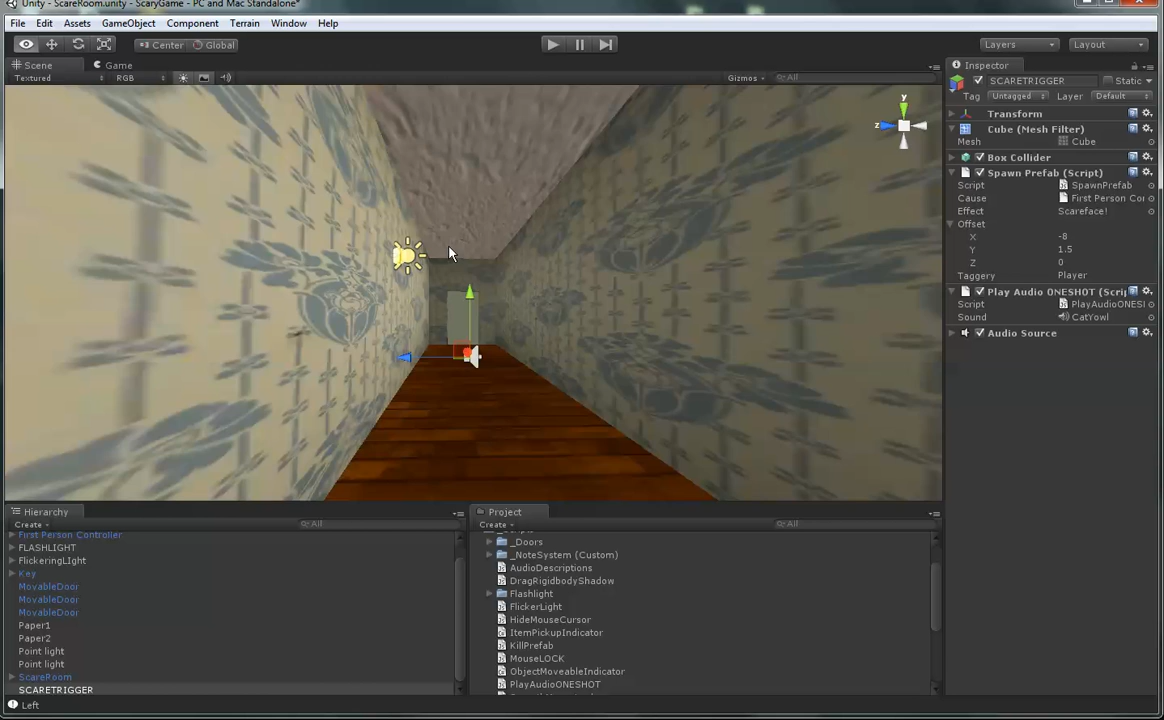 Unity - ScareRoom.unity - ScaryGame - PC and Mac Standalone*
File Edit Assets GameObject Component Terrain Window Help
Center Global Layers Layout
Scene Game Inspector
Textured RGB Gizmos All
SCARETRIGGER Static
Tag Untagged Layer Default
Transform
Cube (Mesh Filter)
Mesh Cube
Box Collider
Spawn Prefab (Script)
Script SpawnPrefab
Cause First Person Cor
Effect Scareface!
Offset
X -8
Y 1.5
Z 0
Taggery Player
Play Audio ONESHOT (Scrip
Script PlayAudioONESI
Sound CatYowl
Audio Source
y
z
Hierarchy
Create All
First Person Controller
FLASHLIGHT
FlickeringLIght
Key
MovableDoor
MovableDoor
MovableDoor
Paper1
Paper2
Point light
Point light
ScareRoom
SCARETRIGGER
Project
Create All
_Doors
_NoteSystem (Custom)
AudioDescriptions
DragRigidbodyShadow
Flashlight
FlickerLight
HideMouseCursor
ItemPickupIndicator
KillPrefab
MouseLOCK
ObjectMoveableIndicator
PlayAudioONESHOT
Left